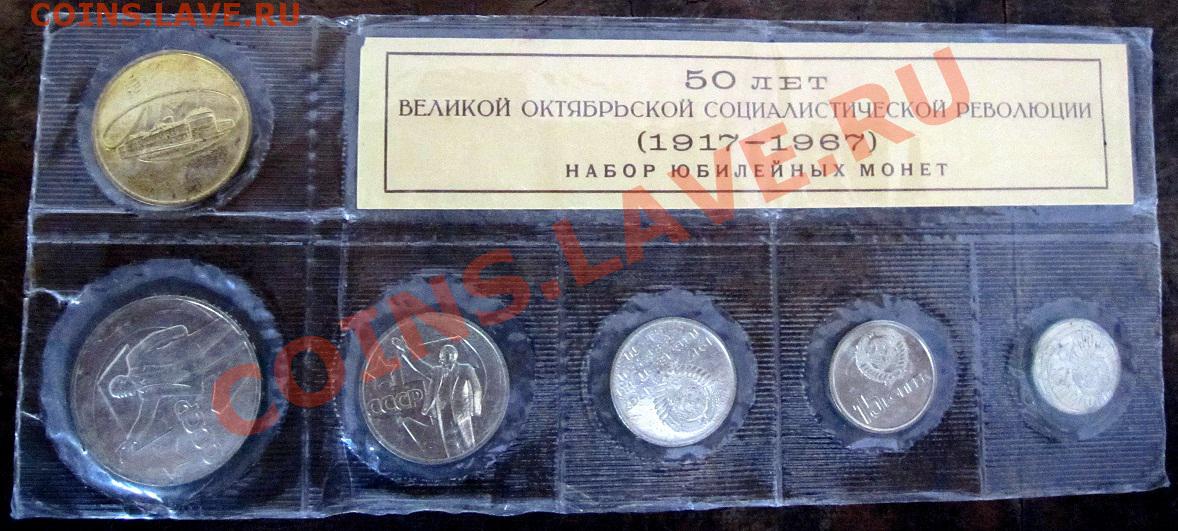 COINS.LAVE.RU
50 ЛЕТ
ВЕЛИКОЙ ОКТЯБРЬСКОЙ СОЦИАЛИСТИЧЕСКОЙ РЕВОЛЮЦИИ
(1917-1967)
НАБОР ЮБИЛЕЙНЫХ МОНЕТ
COINS.LAVE.RU
СССР